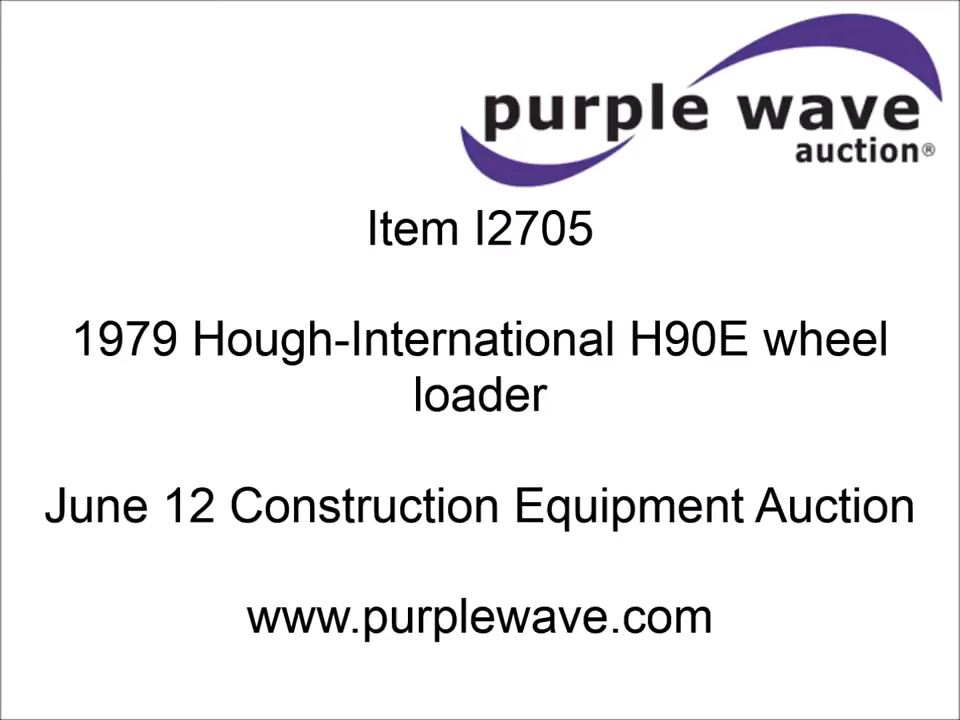 purple wave
auction®
Item I2705
1979 Hough-International H90E wheel
loader
June 12 Construction Equipment Auction
www.purplewave.com